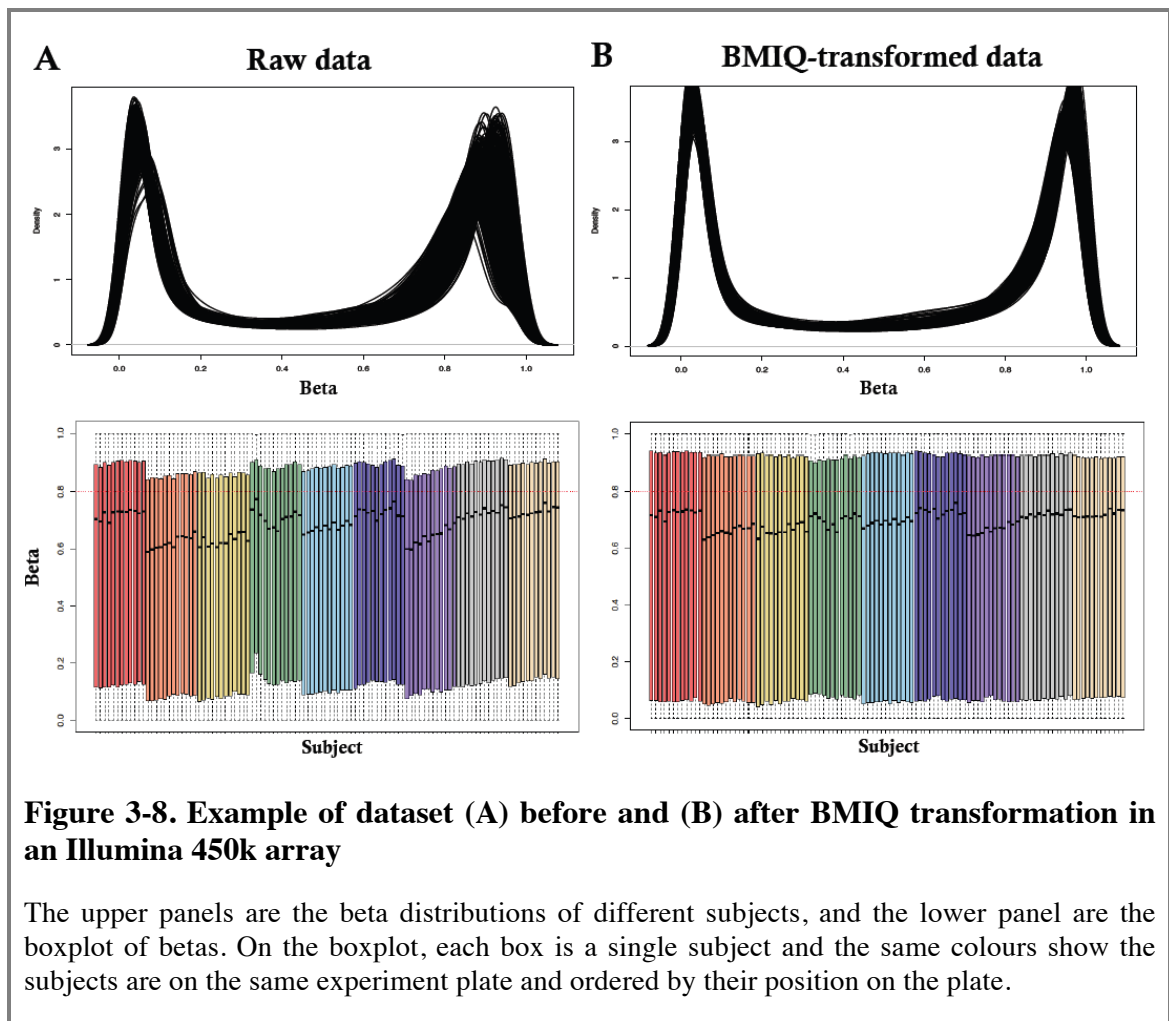 A
Raw data
B
BMIQ-transformed data
Density
0
1
2
3
0.0 0.2 0.4 0.6 0.8 1.0
Beta
Density
0
1
2
3
0.0 0.2 0.4 0.6 0.8 1.0
Beta
Beta
0.0
0.2
0.4
0.6
0.8
1.0
Subject
0.0
0.2
0.4
0.6
0.8
1.0
Subject
Figure 3-8. Example of dataset (A) before and (B) after BMIQ transformation in
an Illumina 450k array
The upper panels are the beta distributions of different subjects, and the lower panel are the
boxplot of betas. On the boxplot, each box is a single subject and the same colours show the
subjects are on the same experiment plate and ordered by their position on the plate.